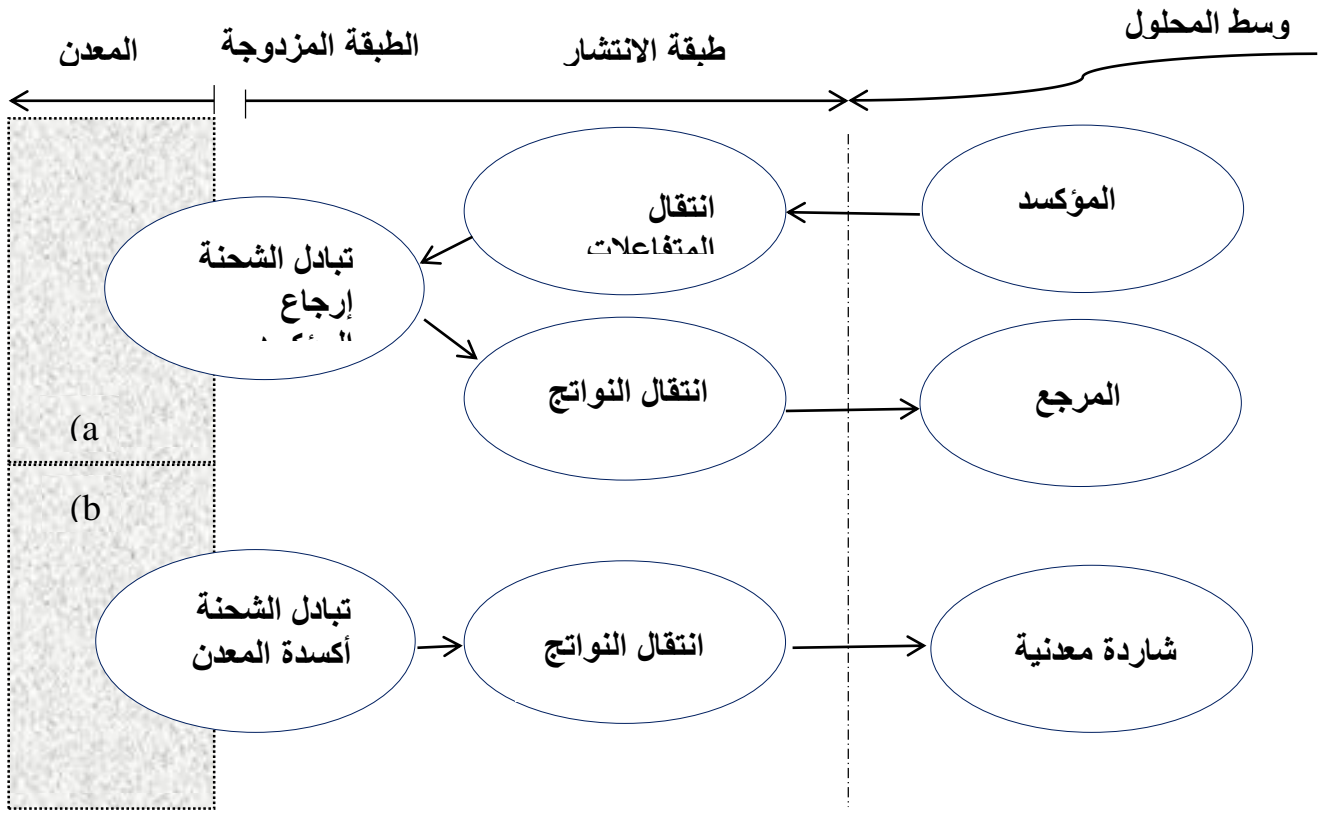 وسط المحلول
طبقة الانتشار
الطبقة المزدوجة
المعدن
المؤكسد
انتقال
المتفاعلات
تبادل الشحنة
إرجاع
المرجع
انتقال النواتج
(a
(b
شاردة معدنية
انتقال النواتج
تبادل الشحنة
أكسدة المعدن